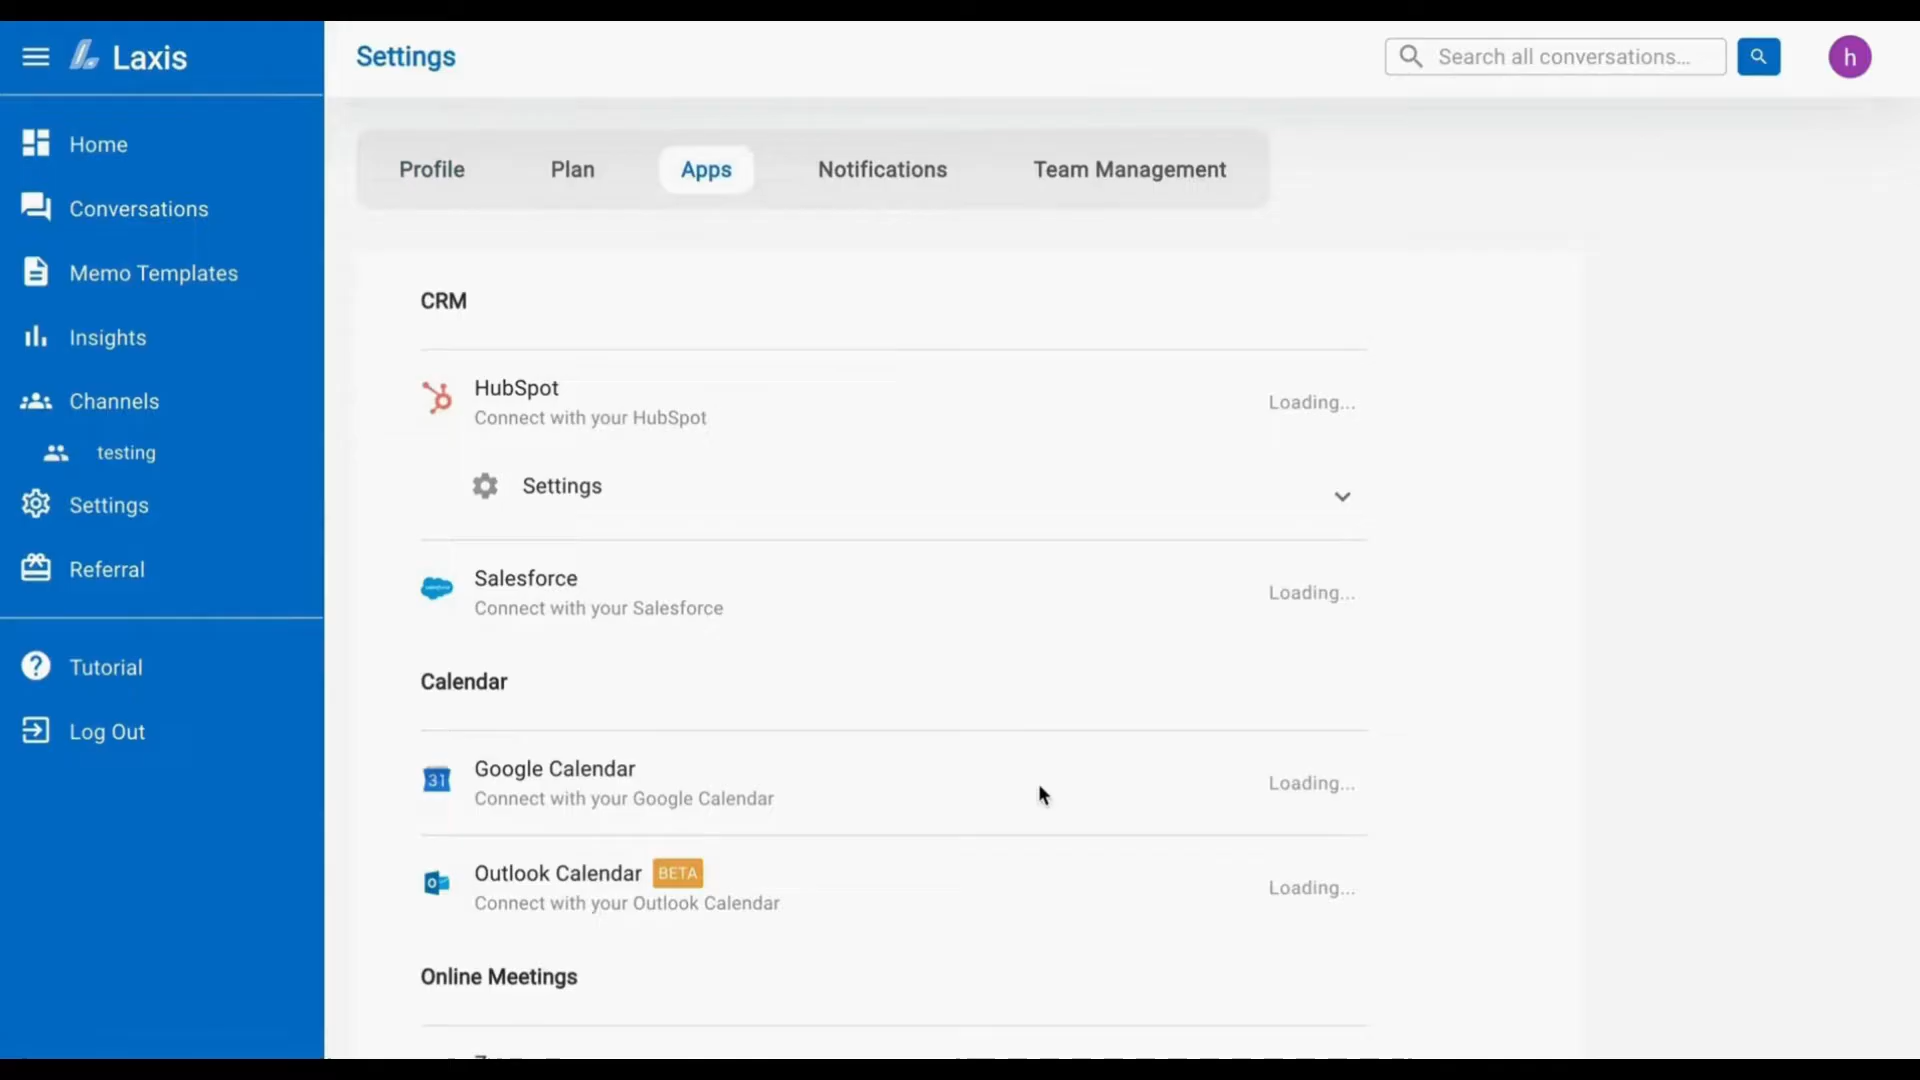 Laxis
Settings
Search all conversations...
h
Home
Conversations
Memo Templates
Insights
Channels
testing
Settings
Referral
Tutorial
Log Out
Profile
Plan
Apps
Notifications
Team Management
CRM
HubSpot
Connect with your HubSpot
Loading...
Settings
Salesforce
Connect with your Salesforce
Loading...
Calendar
31
Google Calendar
Connect with your Google Calendar
Loading...
Outlook Calendar BETA
Connect with your Outlook Calendar
Loading...
Online Meetings